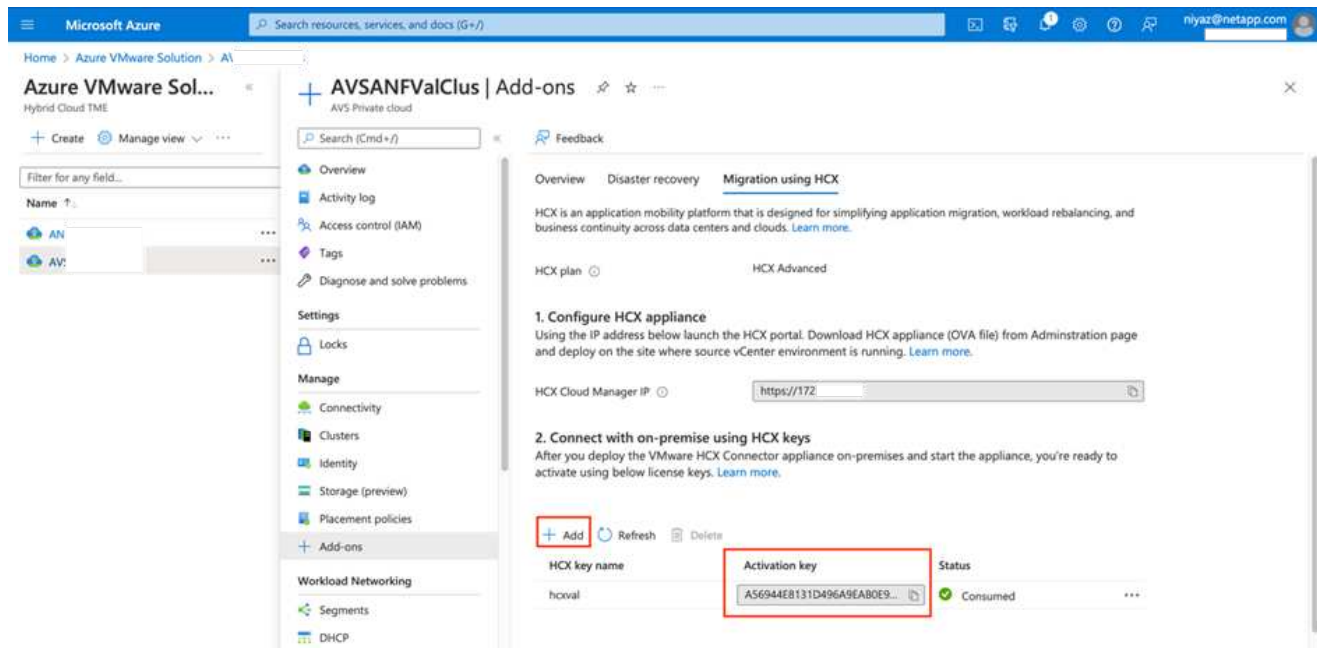 Microsoft Azure
Search resources, services, and docs (G+/)
1
niyaz@netapp.com
Home > Azure VMware Solution > A\
Azure VMware Sol...
Hybrid Cloud TME
+ Create Manage view ...
Filter for any field...
Name ↑
AN ...
AV: ...
AVSANFValClus | Add-ons ...
AVS Private cloud
Search (Cmd+/)
Overview
Activity log
Access control (IAM)
Tags
Diagnose and solve problems
Settings
Locks
Manage
Connectivity
Clusters
Identity
Storage (preview)
Placement policies
+ Add-ons
Workload Networking
Segments
DHCP
Feedback
Overview Disaster recovery Migration using HCX
HCX is an application mobility platform that is designed for simplifying application migration, workload rebalancing, and
business continuity across data centers and clouds. Learn more.
HCX plan HCX Advanced
1. Configure HCX appliance
Using the IP address below launch the HCX portal. Download HCX appliance (OVA file) from Adminstration page
and deploy on the site where source vCenter environment is running. Learn more.
HCX Cloud Manager IP https://172
2. Connect with on-premise using HCX keys
After you deploy the VMware HCX Connector appliance on-premises and start the appliance, you're ready to
activate using below license keys. Learn more.
+ Add Refresh Delete
HCX key name Activation key Status
hcxval A56944E8131D496A9EAB0E9... Consumed ...